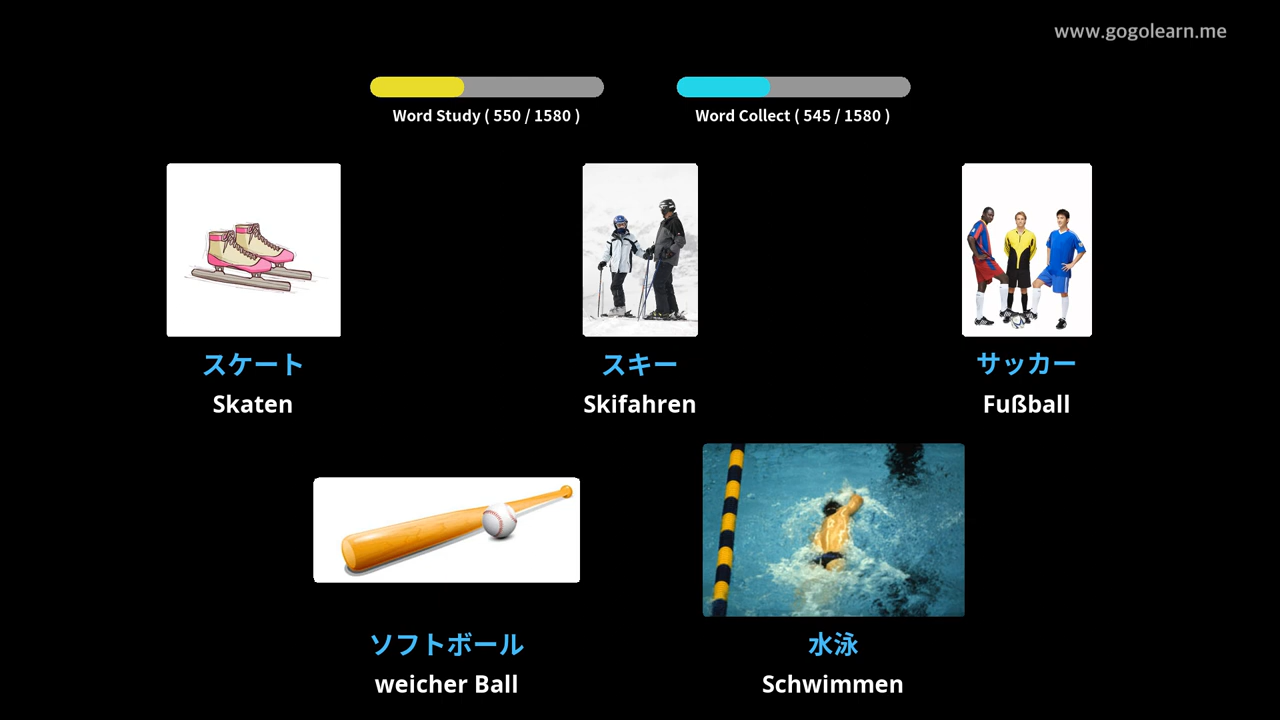 www.gogolearn.me
Word Study ( 550 / 1580 )
Word Collect ( 545 / 1580 )
スケート
スキー
サッカー
Skaten
Skifahren
Fußball
ソフトボール
水泳
weicher Ball
Schwimmen